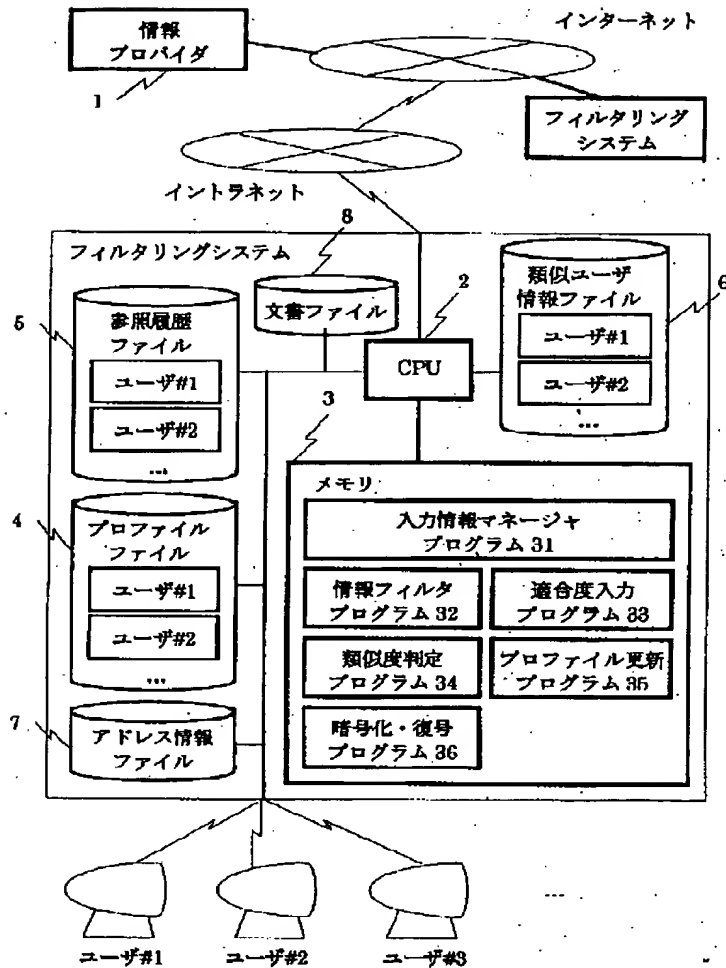 インターネット
情報
プロバイダ
1
フィルタリング
システム
イントラネット
8
フィルタリングシステム
類似ユーザ
情報ファイル
6
2
文書ファイル
5
参照履歴
ファイル
ユーザ#1
CPU
ユーザ#1
ユーザ#2
3
ユーザ#2
...
...
メモリ
4
プロファイル
ファイル
入力情報マネージャ
プログラム 31
ユーザ#1
情報フィルタ
プログラム 32
適合度入力
プログラム 33
ユーザ#2
類似度判定
プログラム 34
プロファイル更新
プログラム 35
...
7
アドレス情報
ファイル
暗号化・復号
プログラム 36
...
ユーザ#1
ユーザ#2
ユーザ#3